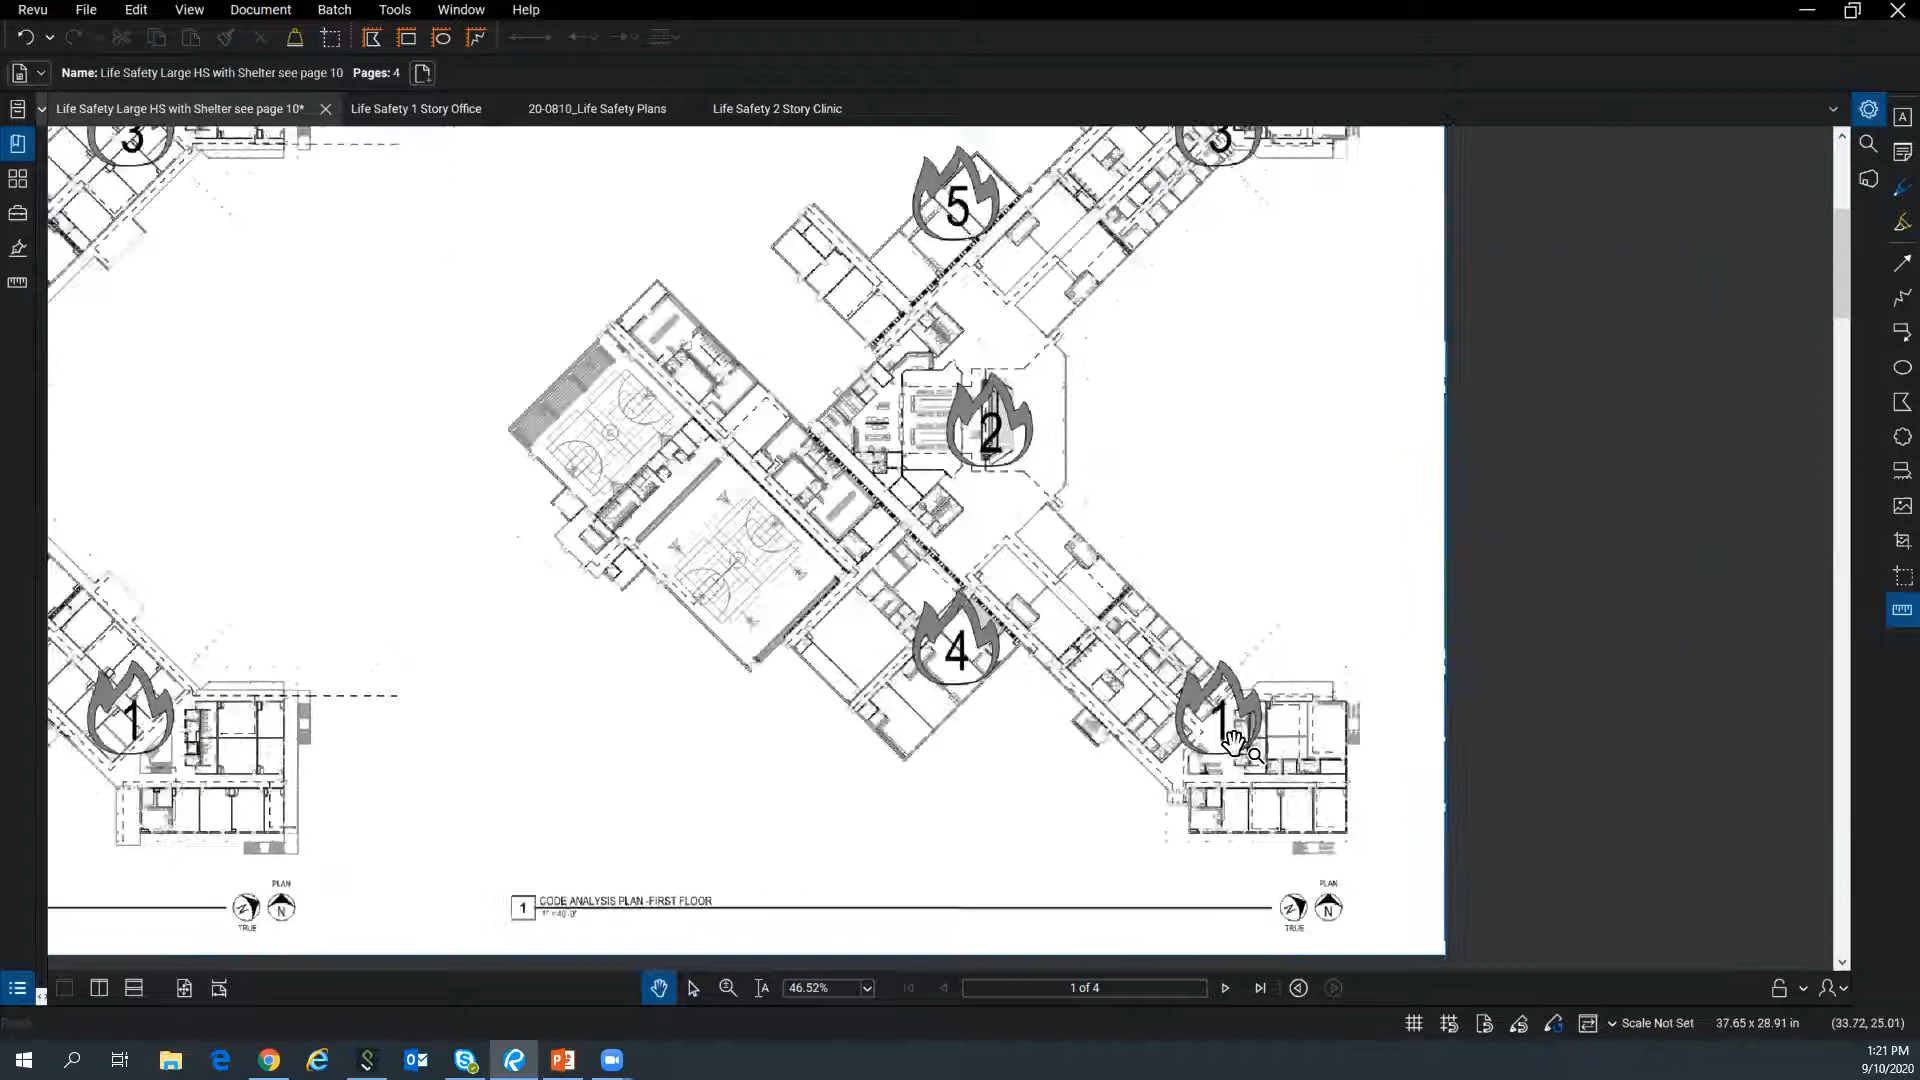 Revu File Edit View Document Batch Tools Window Help
Name: Life Safety Large HS with Shelter see page 10 Pages: 4
Life Safety Large HS with Shelter see page 10* Life Safety 1 Story Office 20-0810_Life Safety Plans Life Safety 2 Story Clinic
3
3
5
2
4
1
1
PLAN
N
TRUE
1 CODE ANALYSIS PLAN -FIRST FLOOR
PLAN
N
TRUE
46.52% 1 of 4
Scale Not Set 37.65 x 28.91 in (33.72, 25.01)
1:21 PM
9/10/2020